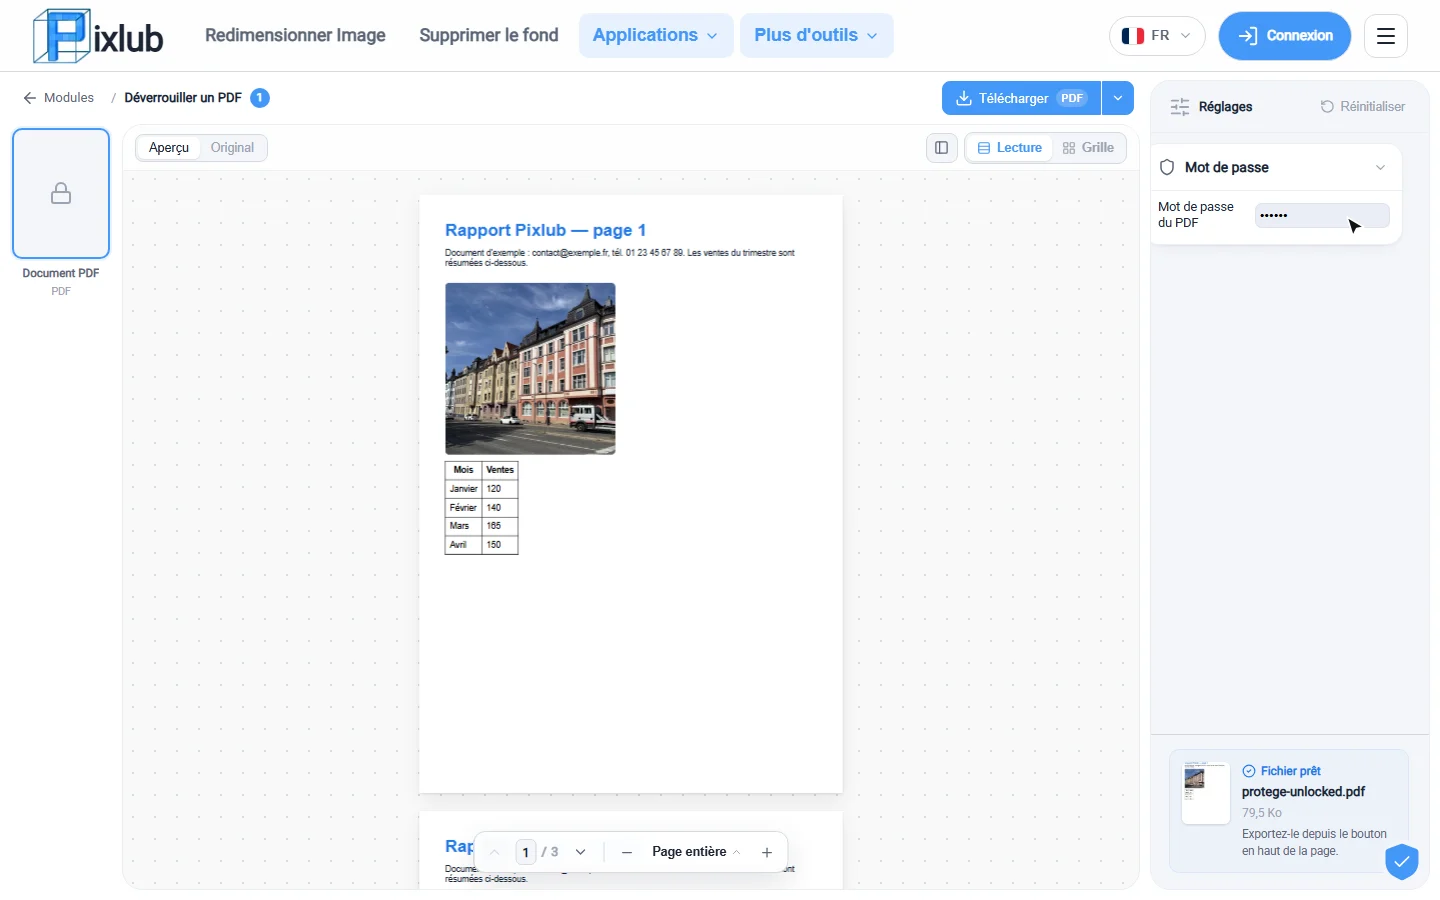 Pixlub
Redimensionner Image
Supprimer le fond
Applications
Plus d'outils
FR
Connexion
Modules
/
Déverrouiller un PDF
1
Télécharger PDF
Réglages
Réinitialiser
Document PDF
PDF
Aperçu
Original
Lecture
Grille
Rapport Pixlub — page 1
Document d'exemple : contact@exemple.fr, tél. 01 23 45 67 89. Les ventes du trimestre sont
résumées ci-dessous.
Mois Ventes
Janvier 120
Février 140
Mars 165
Avril 150
Rap
Docume
ont
résumées ci-dessous.
1 / 3
Page entière
Mot de passe
Mot de passe
du PDF
••••••
Fichier prêt
protege-unlocked.pdf
79,5 Ko
Exportez-le depuis le bouton
en haut de la page.